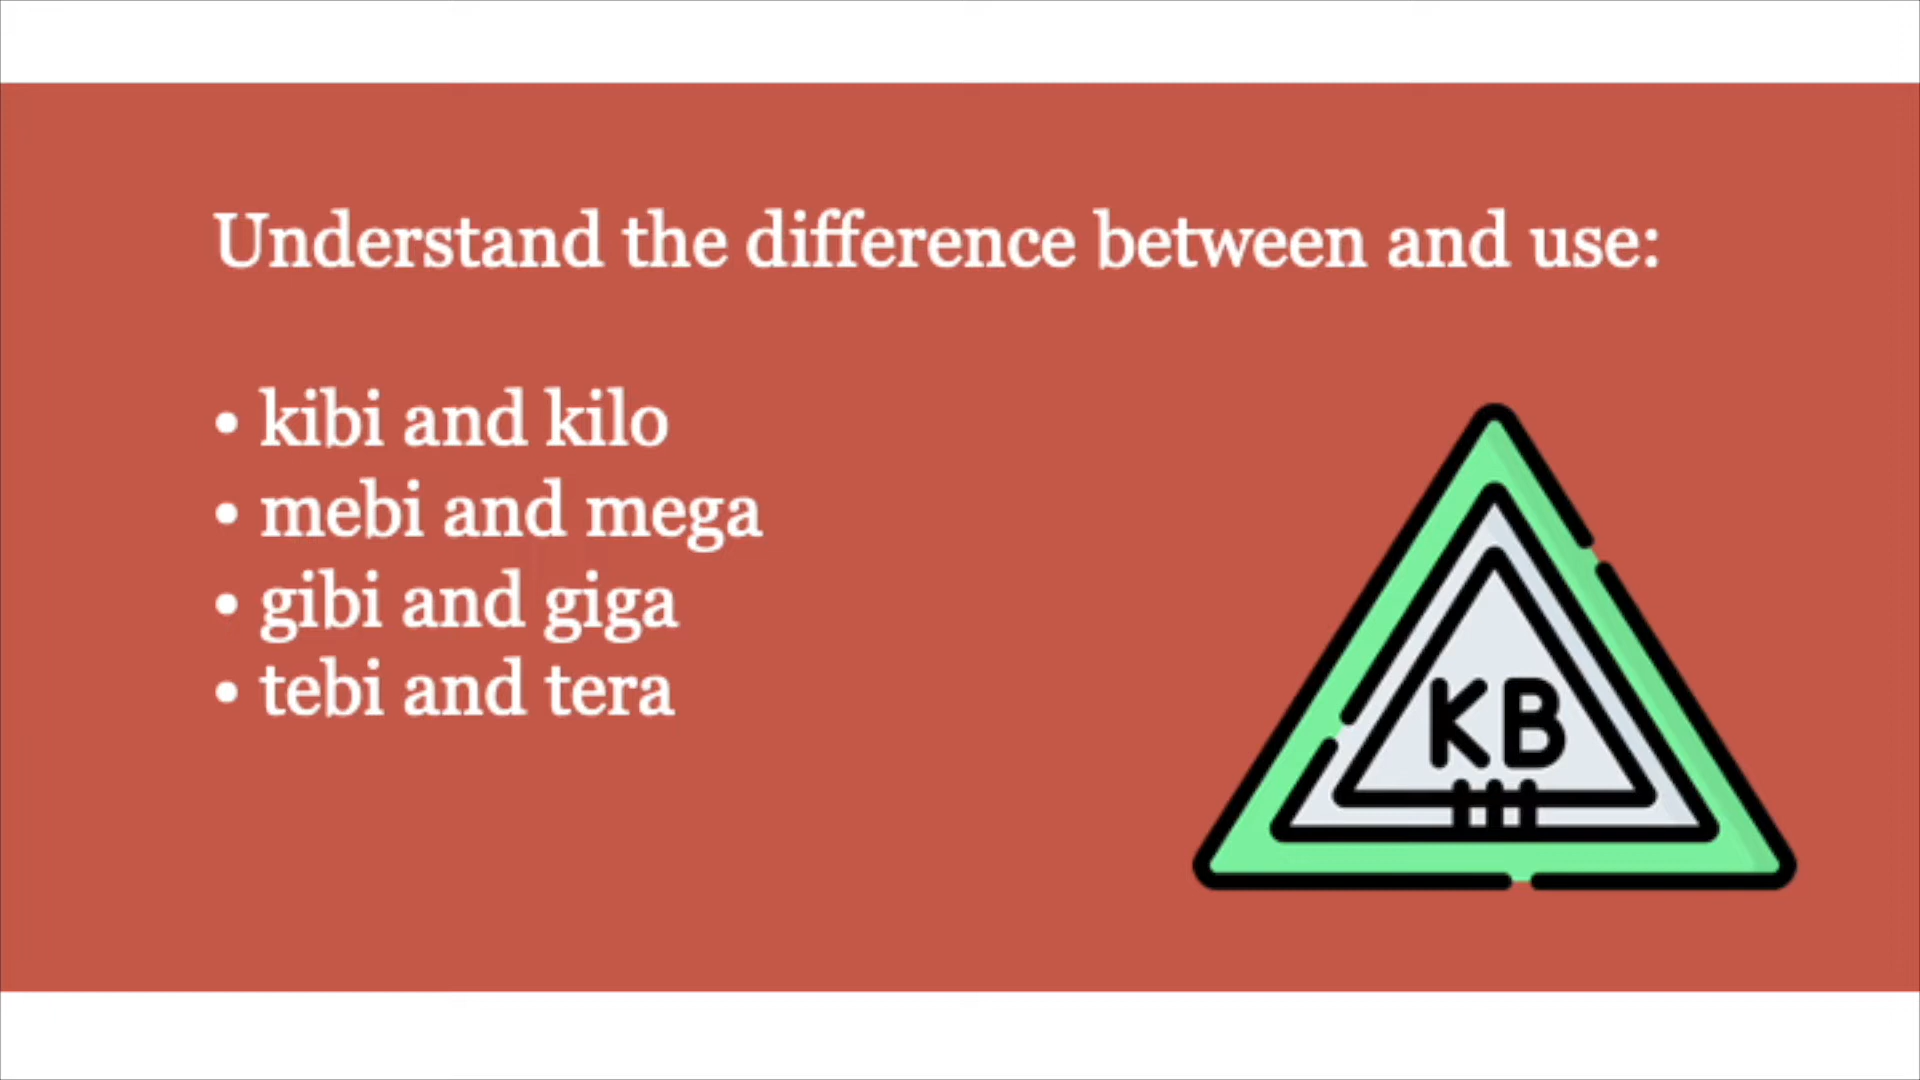 Understand the difference between and use:
• kibi and kilo
• mebi and mega
• gibi and giga
• tebi and tera
KB